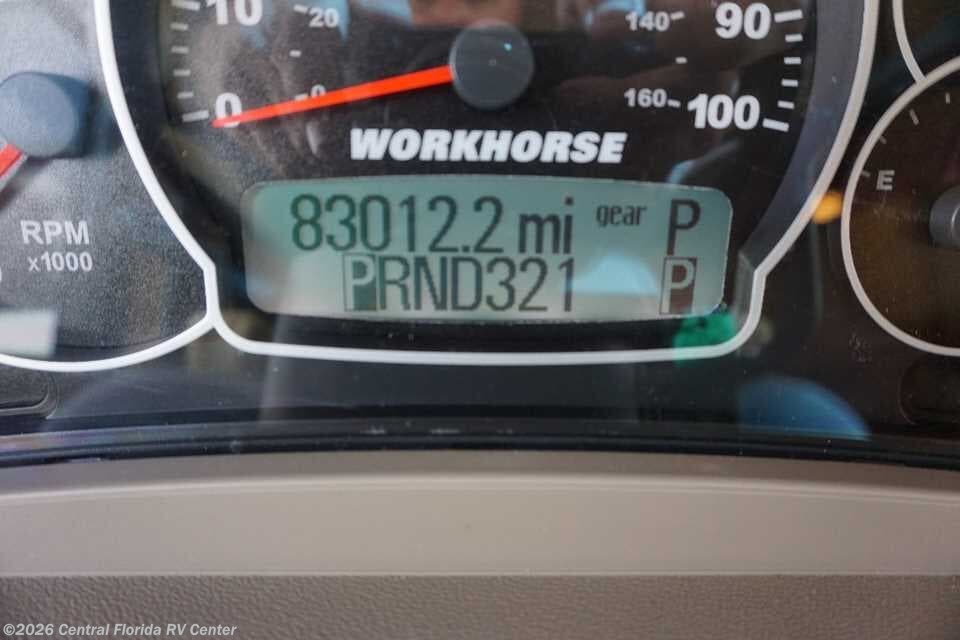 10 20 140 90
0 0 160 100
WORKHORSE
83012.2 mi gear P
PRND321 P
RPM
x1000
E
©2026 Central Florida RV Center